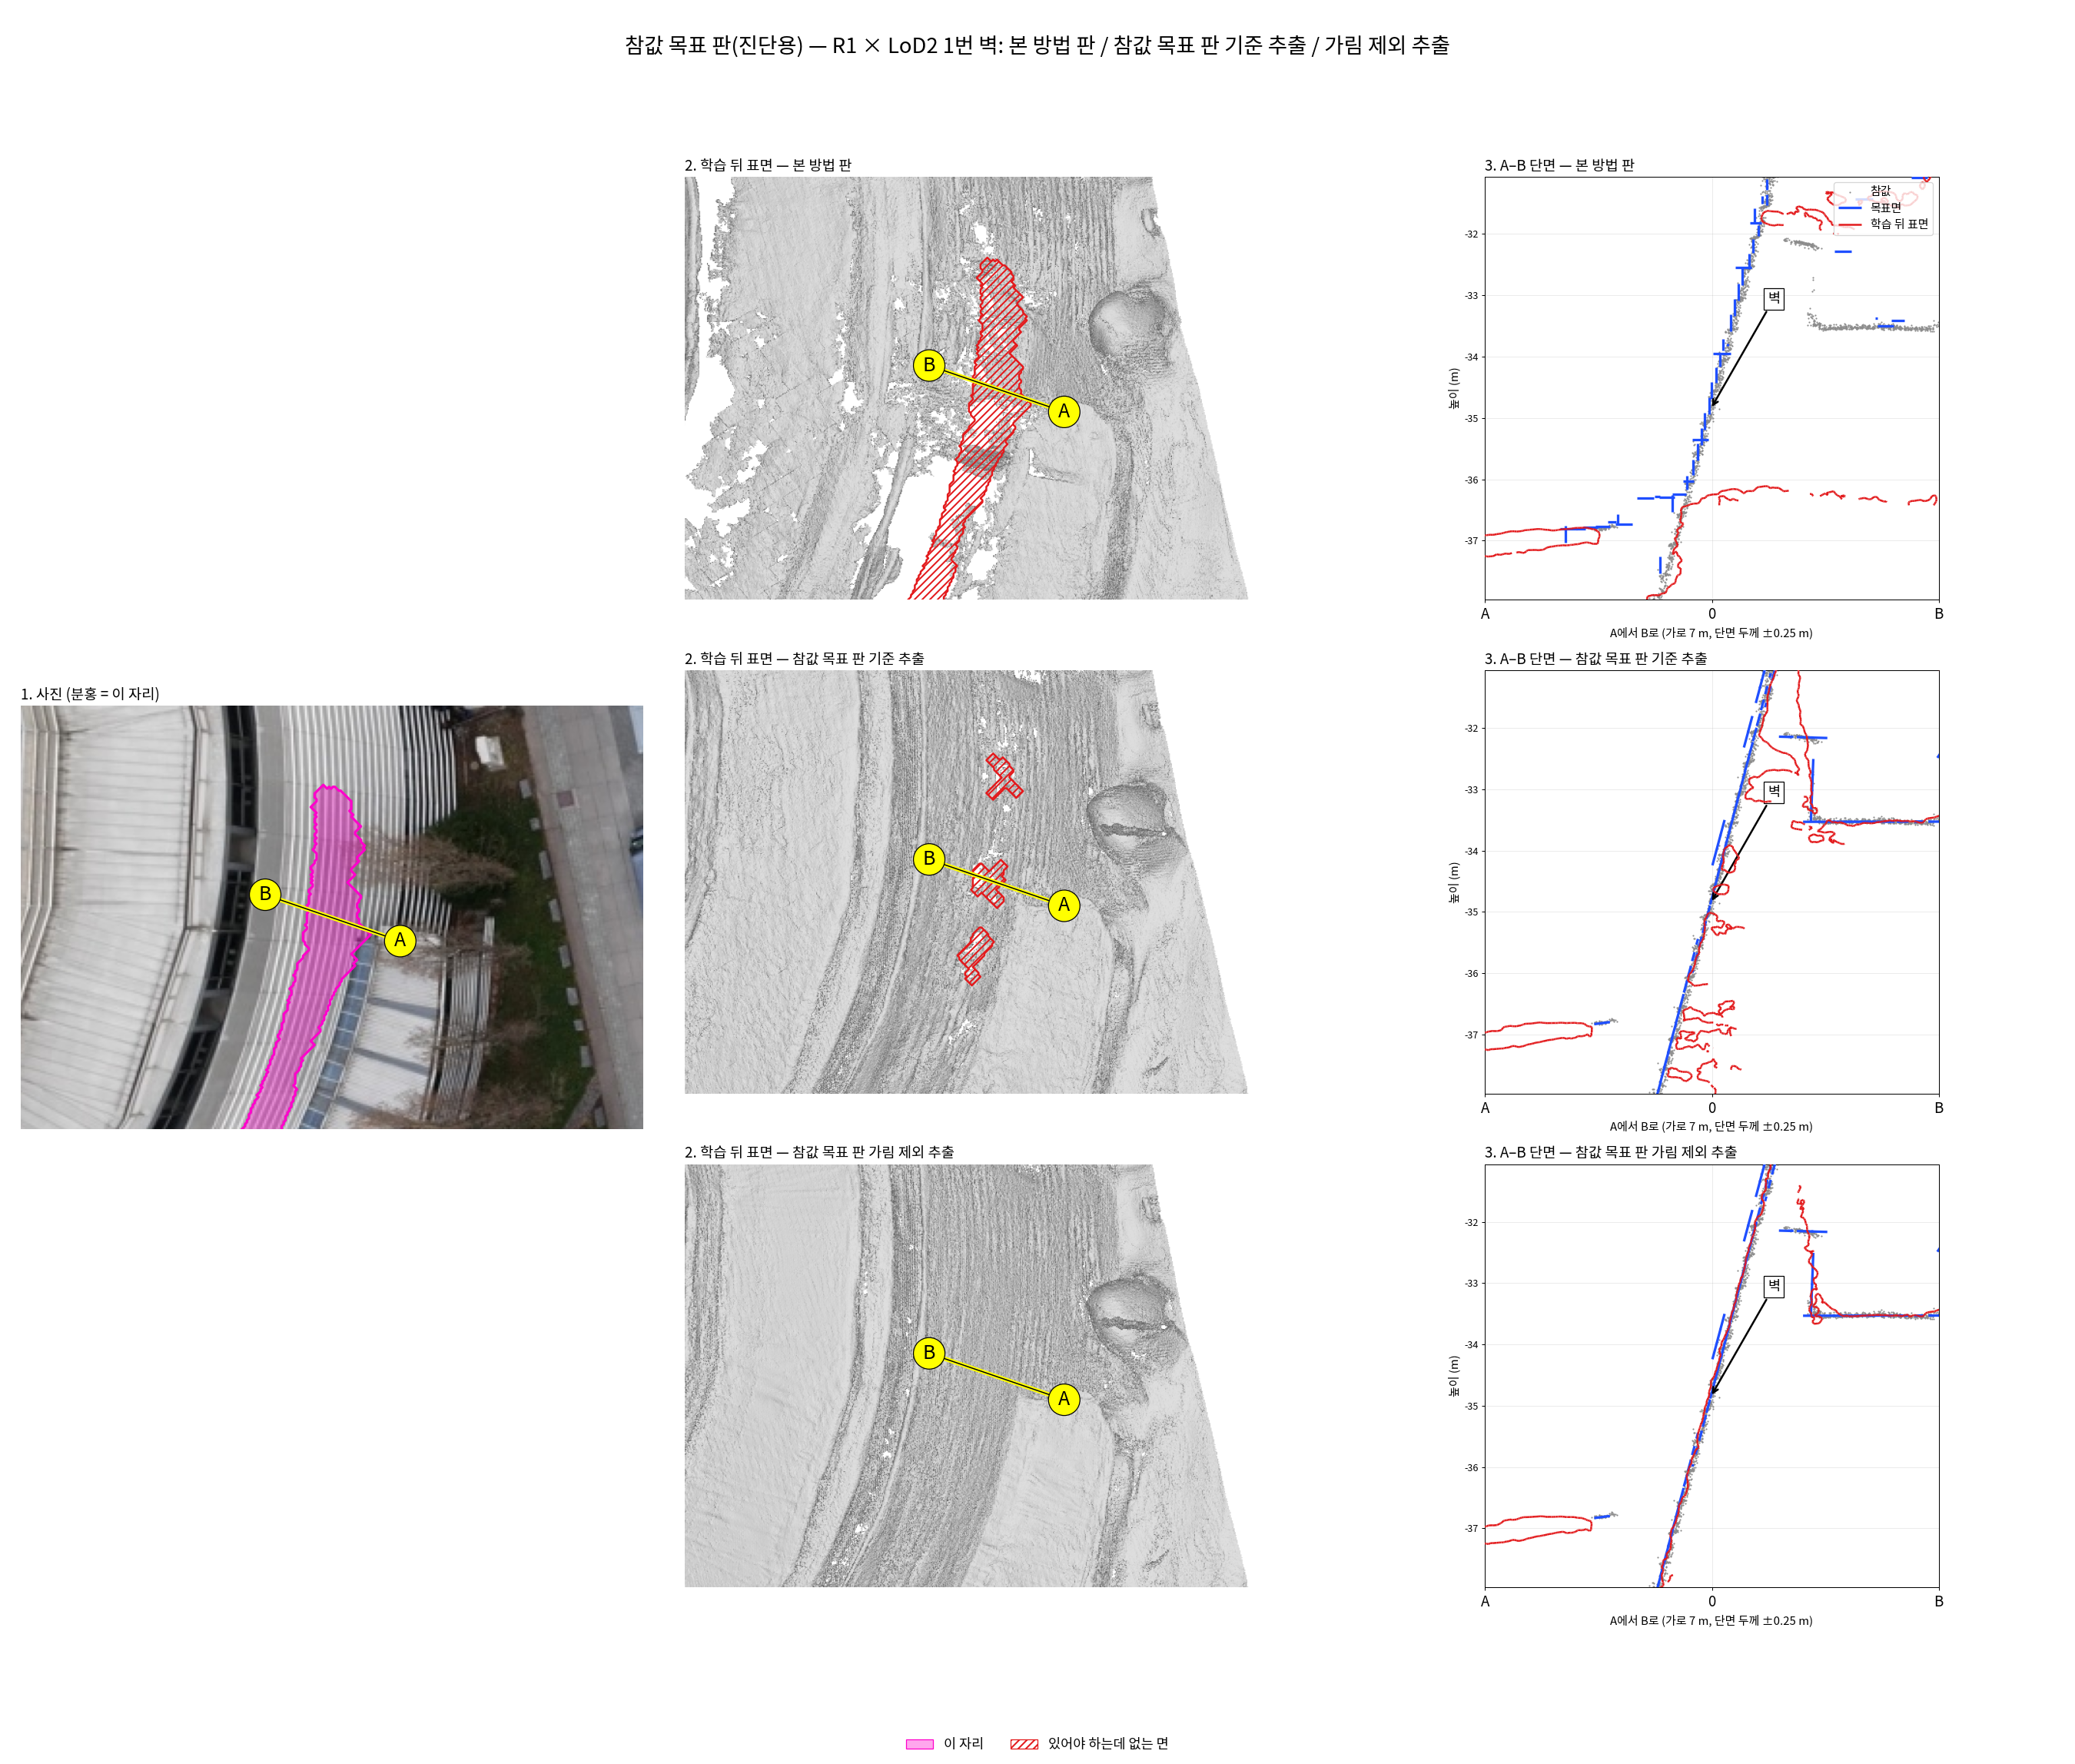 참값 목표 판(진단용) — R1 × LoD2 1번 벽: 본 방법 판 / 참값 목표 판 기준 추출 / 가림 제외 추출
2. 학습 뒤 표면 — 본 방법 판
B
A
3. A–B 단면 — 본 방법 판
참값
목표면
학습 뒤 표면
벽
높이 (m)
-32
-33
-34
-35
-36
-37
A
0
B
A에서 B로 (가로 7 m, 단면 두께 ±0.25 m)
1. 사진 (분홍 = 이 자리)
B
A
2. 학습 뒤 표면 — 참값 목표 판 기준 추출
B
A
3. A–B 단면 — 참값 목표 판 기준 추출
벽
높이 (m)
-32
-33
-34
-35
-36
-37
A
0
B
A에서 B로 (가로 7 m, 단면 두께 ±0.25 m)
2. 학습 뒤 표면 — 참값 목표 판 가림 제외 추출
B
A
3. A–B 단면 — 참값 목표 판 가림 제외 추출
벽
높이 (m)
-32
-33
-34
-35
-36
-37
A
0
B
A에서 B로 (가로 7 m, 단면 두께 ±0.25 m)
이 자리
있어야 하는데 없는 면